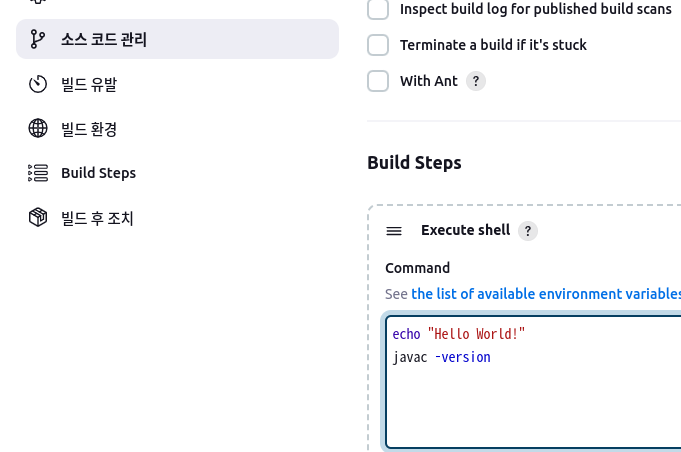 소스 코드 관리
빌드 유발
빌드 환경
Build Steps
빌드 후 조치
Inspect build log for published build scans
Terminate a build if it's stuck
With Ant ?
Build Steps
Execute shell ?
Command
See the list of available environment variables
echo "Hello World!"
javac -version